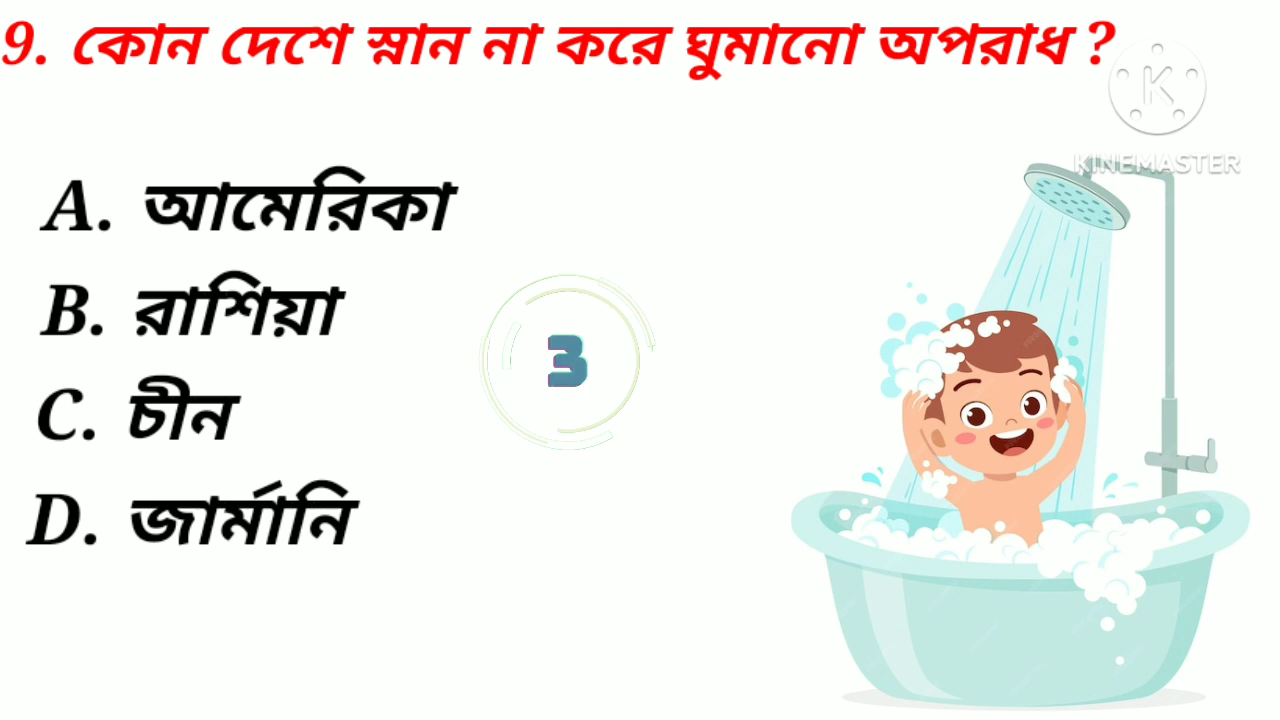 9. কোন দেশে স্নান না করে ঘুমানো অপরাধ ?
K
KINEMASTER
A. আমেরিকা
B. রাশিয়া
3
C. চীন
D. জার্মানি